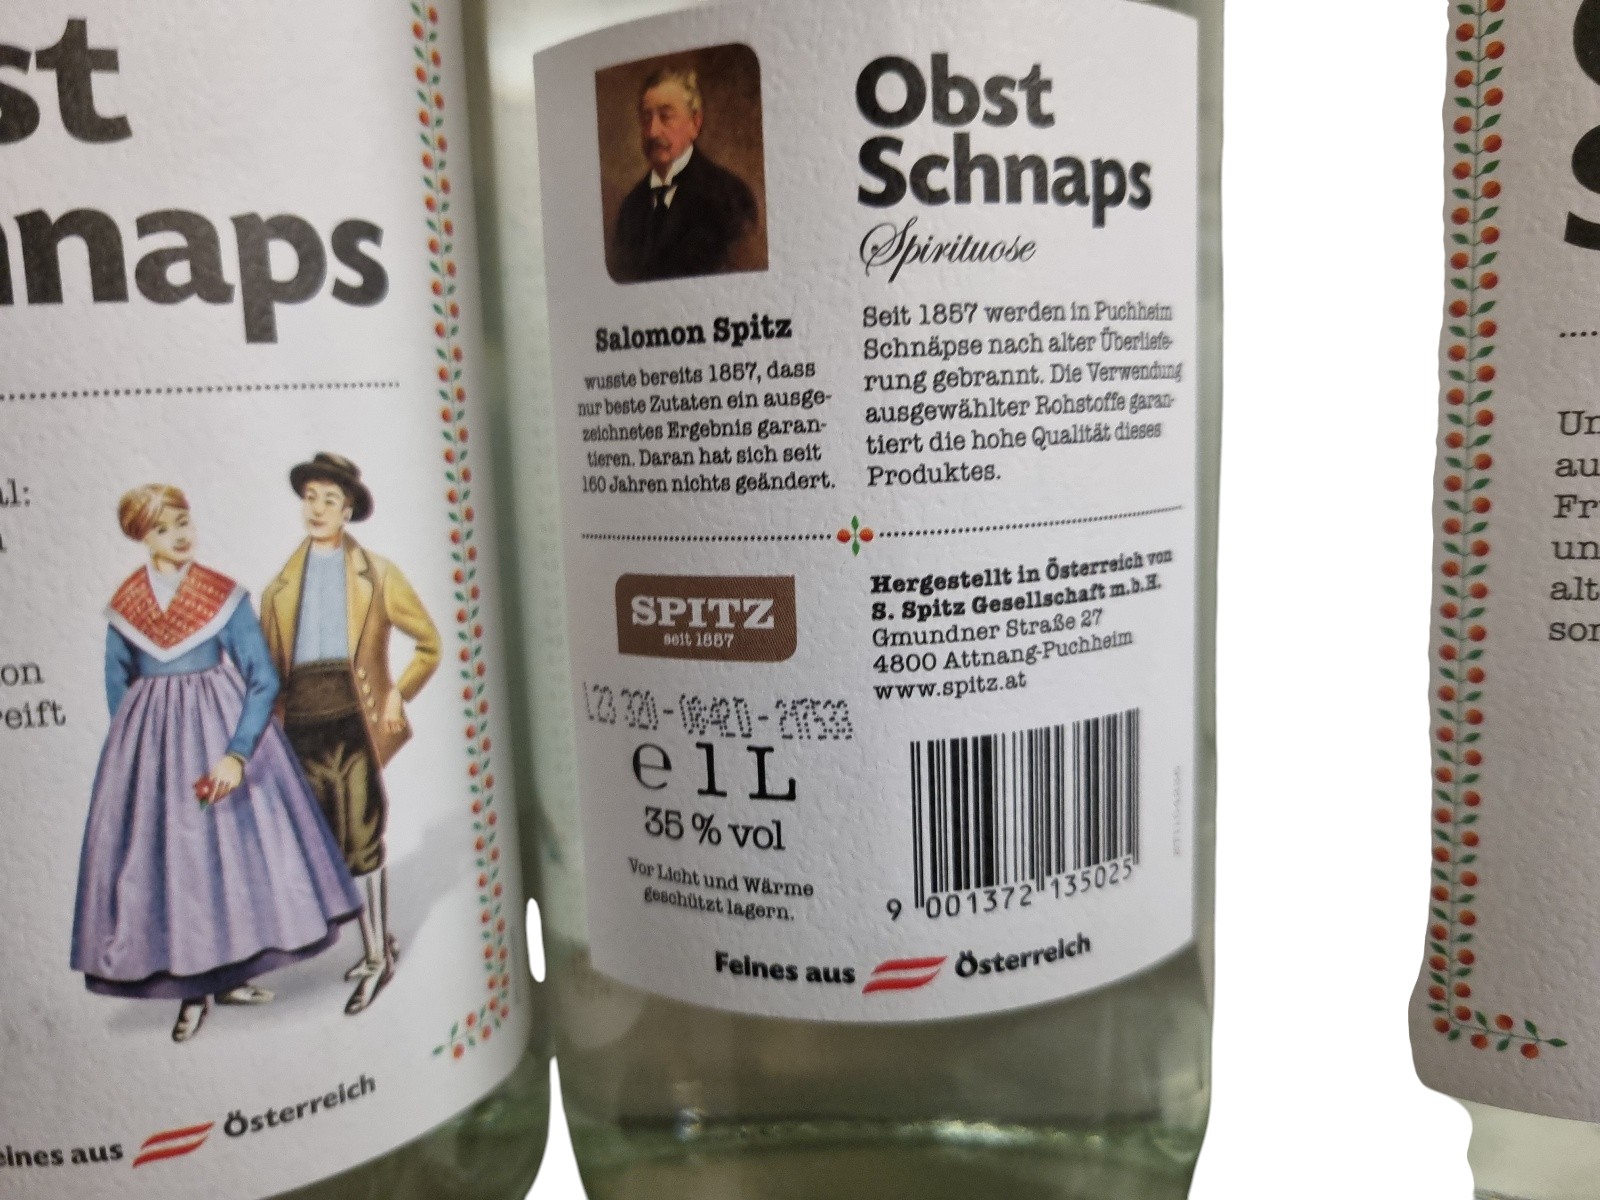 st
hnaps
al:
on
eift
eines aus Österreich
Obst
Schnaps
Spirituose
Salomon Spitz
wusste bereits 1857, dass
nur beste Zutaten ein ausge-
zeichnetes Ergebnis garan-
tieren. Daran hat sich seit
160 Jahren nichts geändert.
Seit 1857 werden in Puchheim
Schnäpse nach alter Überliefe-
rung gebrannt. Die Verwendung
ausgewählter Rohstoffe garan-
tiert die hohe Qualität dieses
Produktes.
SPITZ
seit 1857
Hergestellt in Österreich von
S. Spitz Gesellschaft m.b.H.
Gmundner Straße 27
4800 Attnang-Puchheim
www.spitz.at
e 1 L
35 % vol
Vor Licht und Wärme
geschützt lagern.
9 001372 135025
Feines aus Österreich
Un
au
Fr
un
alt
son